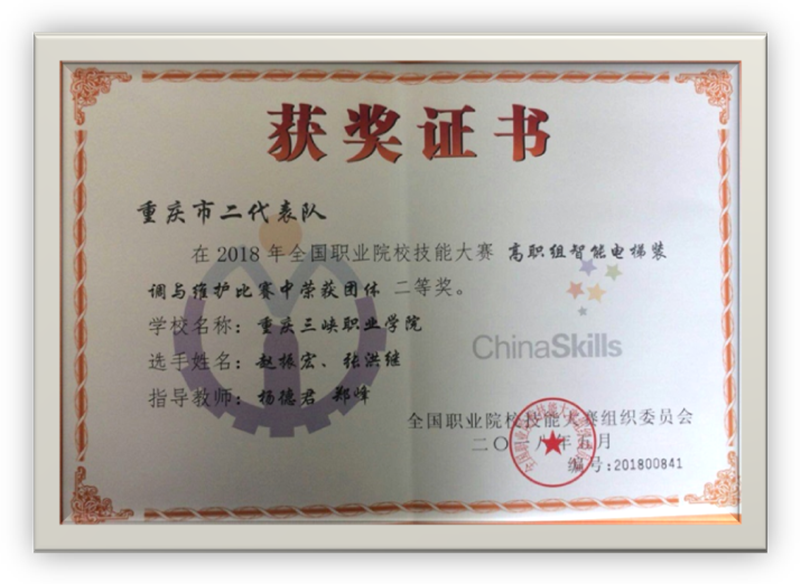 获奖证书
重庆市二代表队
在2018年全国职业院校技能大赛 高职组智能电梯装
调与维护比赛中荣获团体 二等奖。
学校名称：重庆三峡职业学院
选手姓名：赵振宏、张洪继
指导教师：杨德君 郑峰
ChinaSkills
全国职业院校技能大赛组织委员会
二〇一八年五月
编号:201800841